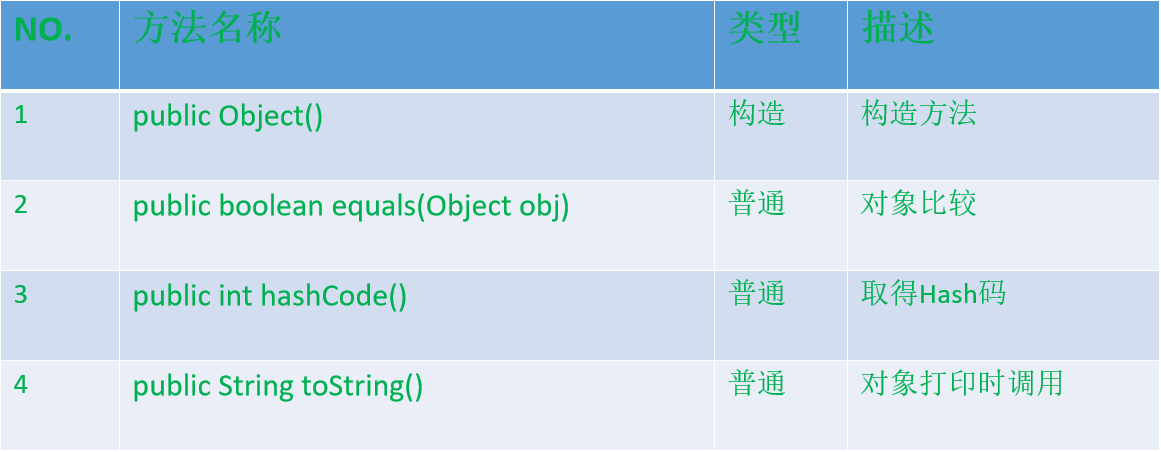 NO. 方法名称 类型 描述
1 public Object() 构造 构造方法
2 public boolean equals(Object obj) 普通 对象比较
3 public int hashCode() 普通 取得Hash码
4 public String toString() 普通 对象打印时调用